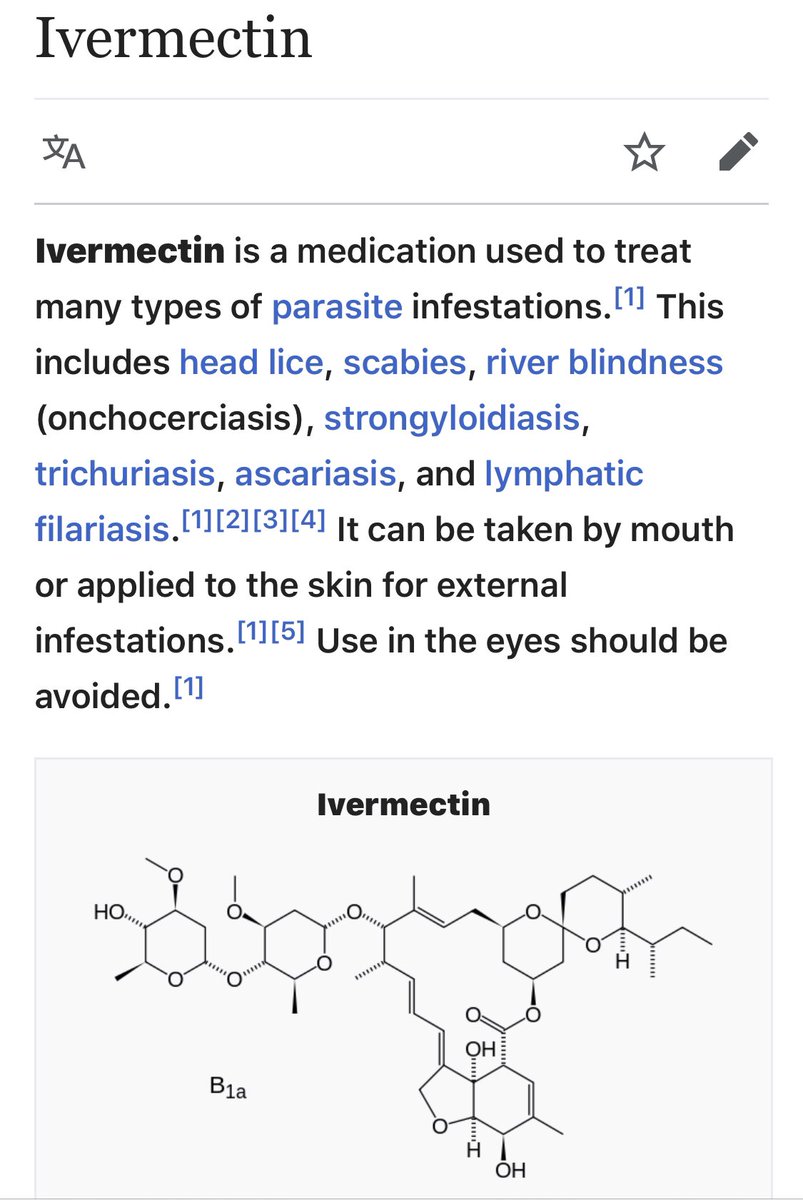 Ivermectin
文A
Ivermectin is a medication used to treat
many types of parasite infestations.[1] This
includes head lice, scabies, river blindness
(onchocerciasis), strongyloidiasis,
trichuriasis, ascariasis, and lymphatic
filariasis.[1][2][3][4] It can be taken by mouth
or applied to the skin for external
infestations.[1][5] Use in the eyes should be
avoided.[1]
Ivermectin
O
HO
O
O
O
O
O
O
O
O
H
O
O
OH
B1a
O
H
OH